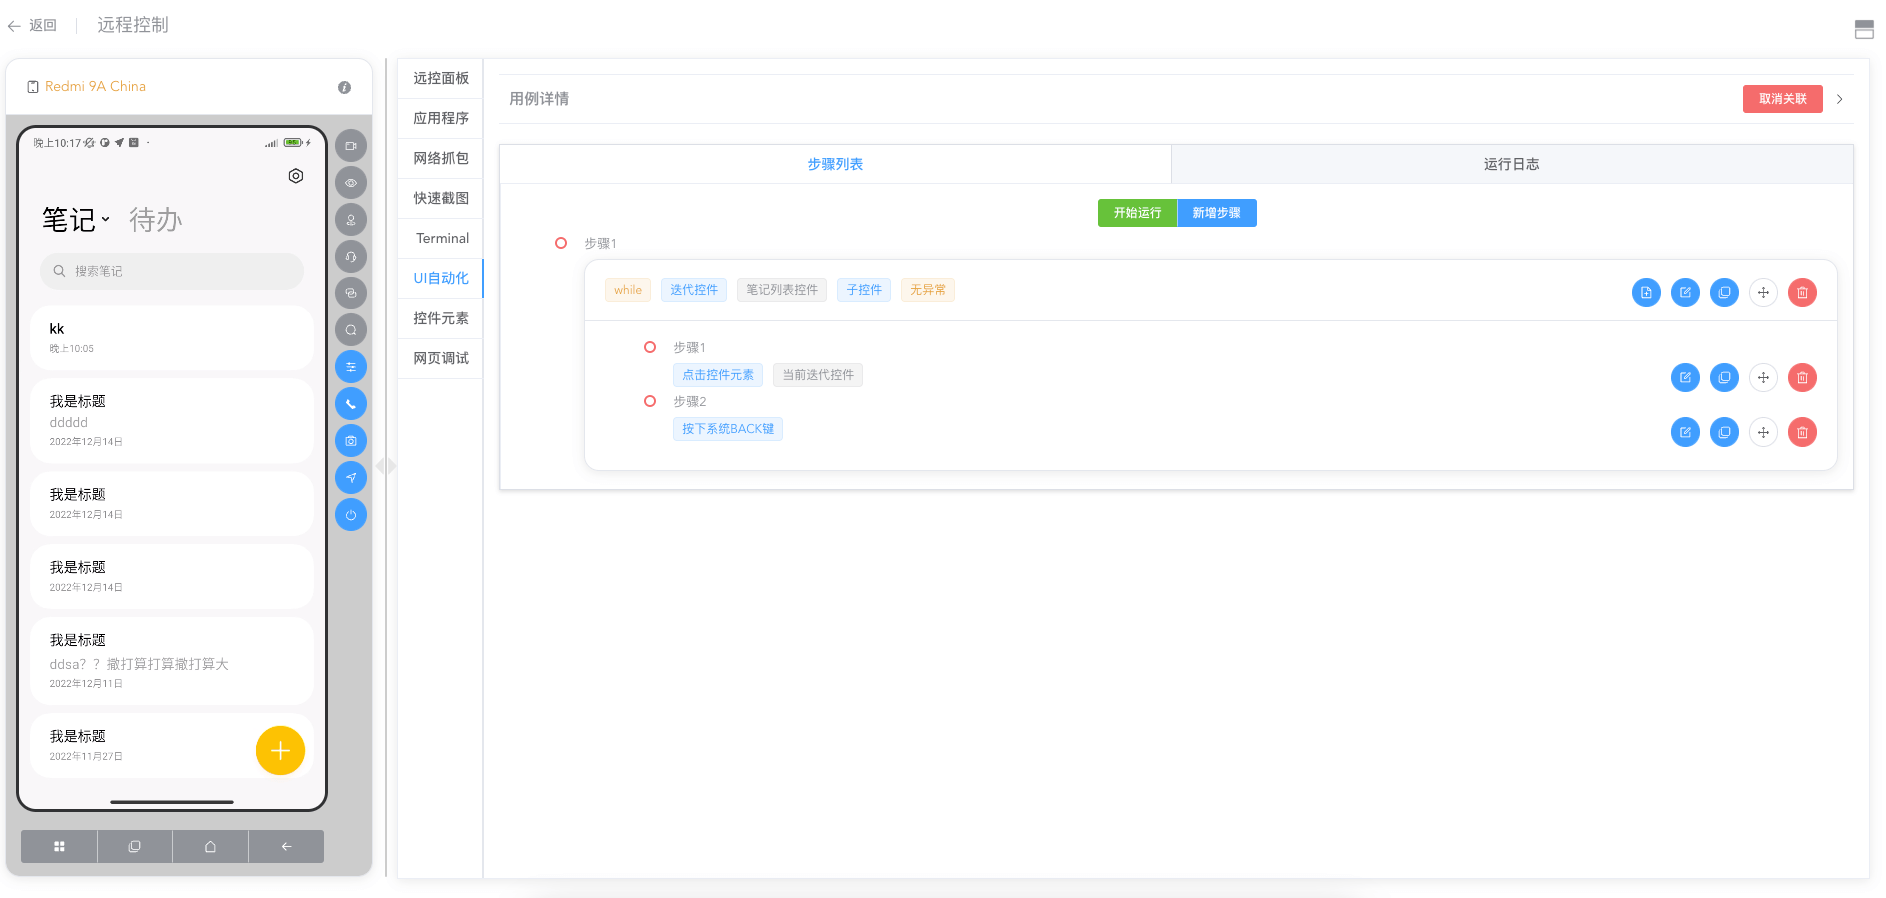 返回
远程控制
Redmi 9A China
晚上10:17
笔记
待办
搜索笔记
kk
晚上10:05
我是标题
ddddd
2022年12月14日
我是标题
2022年12月14日
我是标题
2022年12月14日
我是标题
ddsa？？撒打算打算撒打算大
2022年12月11日
我是标题
2022年11月27日
远控面板
应用程序
网络抓包
快速截图
Terminal
UI自动化
控件元素
网页调试
用例详情
取消关联
步骤列表
运行日志
开始运行
新增步骤
步骤1
while 迭代控件 笔记列表控件 子控件 无异常
步骤1
点击控件元素 当前迭代控件
步骤2
按下系统BACK键